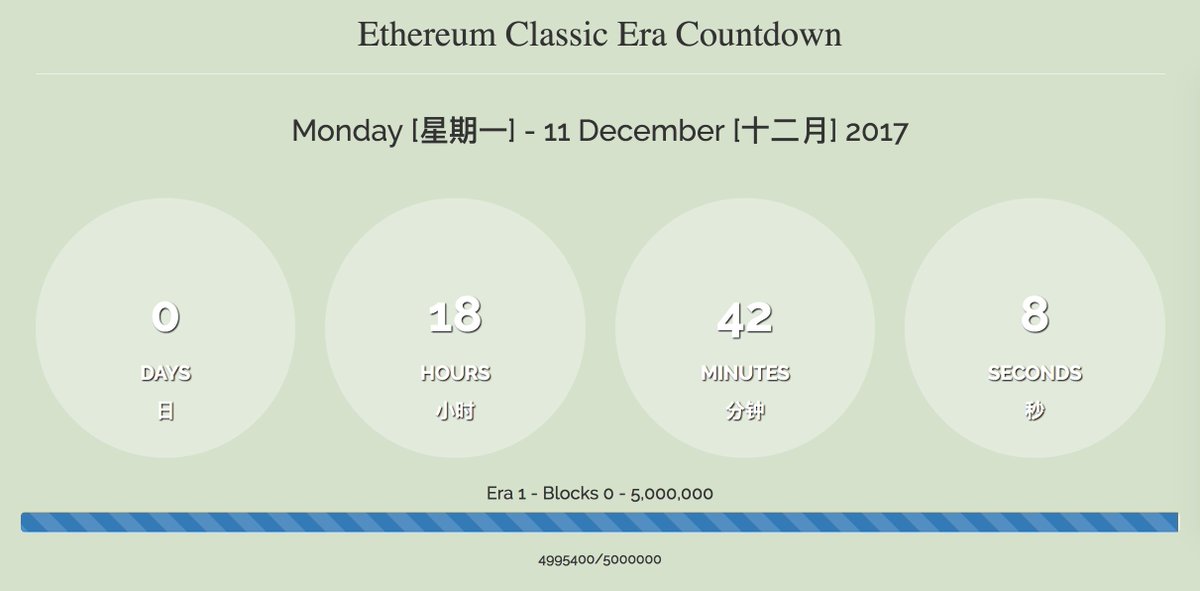 Ethereum Classic Era Countdown
Monday [星期一] - 11 December [十二月] 2017
0
DAYS
日
18
HOURS
小时
42
MINUTES
分钟
8
SECONDS
秒
Era 1 - Blocks 0 - 5,000,000
4995400/5000000